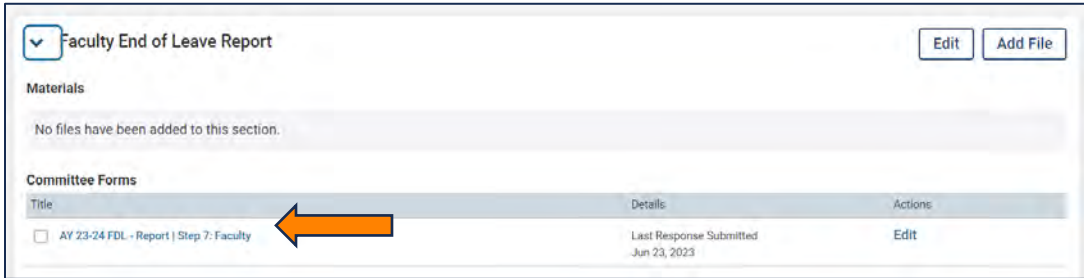 Faculty End of Leave Report
Edit
Add File
Materials
No files have been added to this section.
Committee Forms
Title Details Actions
AY 23-24 FDL - Report | Step 7: Faculty Last Response Submitted Edit
Jun 23, 2023